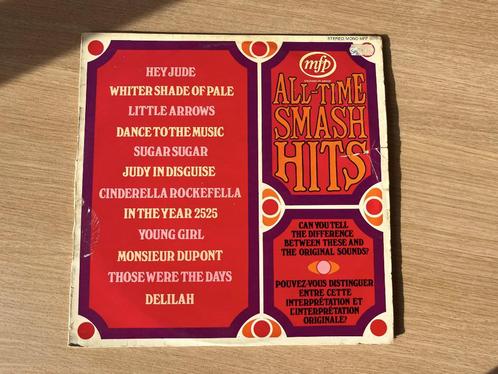 STEREO/MONO MFP
HEY JUDE
WHITER SHADE OF PALE
LITTLE ARROWS
DANCE TO THE MUSIC
SUGAR SUGAR
JUDY IN DISGUISE
CINDERELLA ROCKEFELLA
IN THE YEAR 2525
YOUNG GIRL
MONSIEUR DUPONT
THOSE WERE THE DAYS
DELILAH
mfp
ALL-TIME
SMASH
HITS
CAN YOU TELL
THE DIFFERENCE
BETWEEN THESE AND
THE ORIGINAL SOUNDS?
POUVEZ-VOUS DISTINGUER
ENTRE CETTE
INTERPRÉTATION ET
L'INTERPRÉTATION
ORIGINALE?